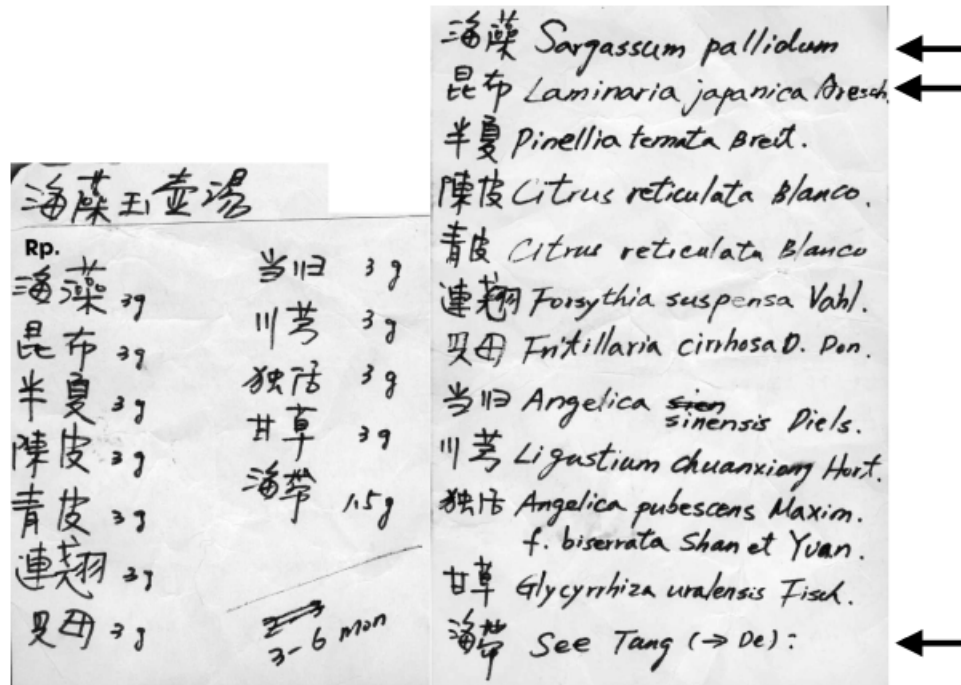 海藻玉壺湯
Rp.
海藻 3g
昆布 3g
半夏 3g
陳皮 3g
青皮 3g
連翹 3g
贝母 3g
当归 3g
川芎 3g
独活 3g
甘草 3g
海带 1.5g
3-6 mon
海藻 Sargassum pallidum
昆布 Laminaria japanica Aresch.
半夏 Pinellia ternata Breit.
陳皮 Citrus reticulata Blanco.
青皮 Citrus reticulata Blanco
連翹 Forsythia suspensa Vahl.
贝母 Fritillaria cirrhosa D. Don.
当归 Angelica sien
sinensis Diels.
川芎 Ligustium chuanxiong Hort.
独活 Angelica pubescens Maxim.
f. biserrata Shan et Yuan.
甘草 Glycyrrhiza uralensis Fisch.
海带 See Tang (→ De):